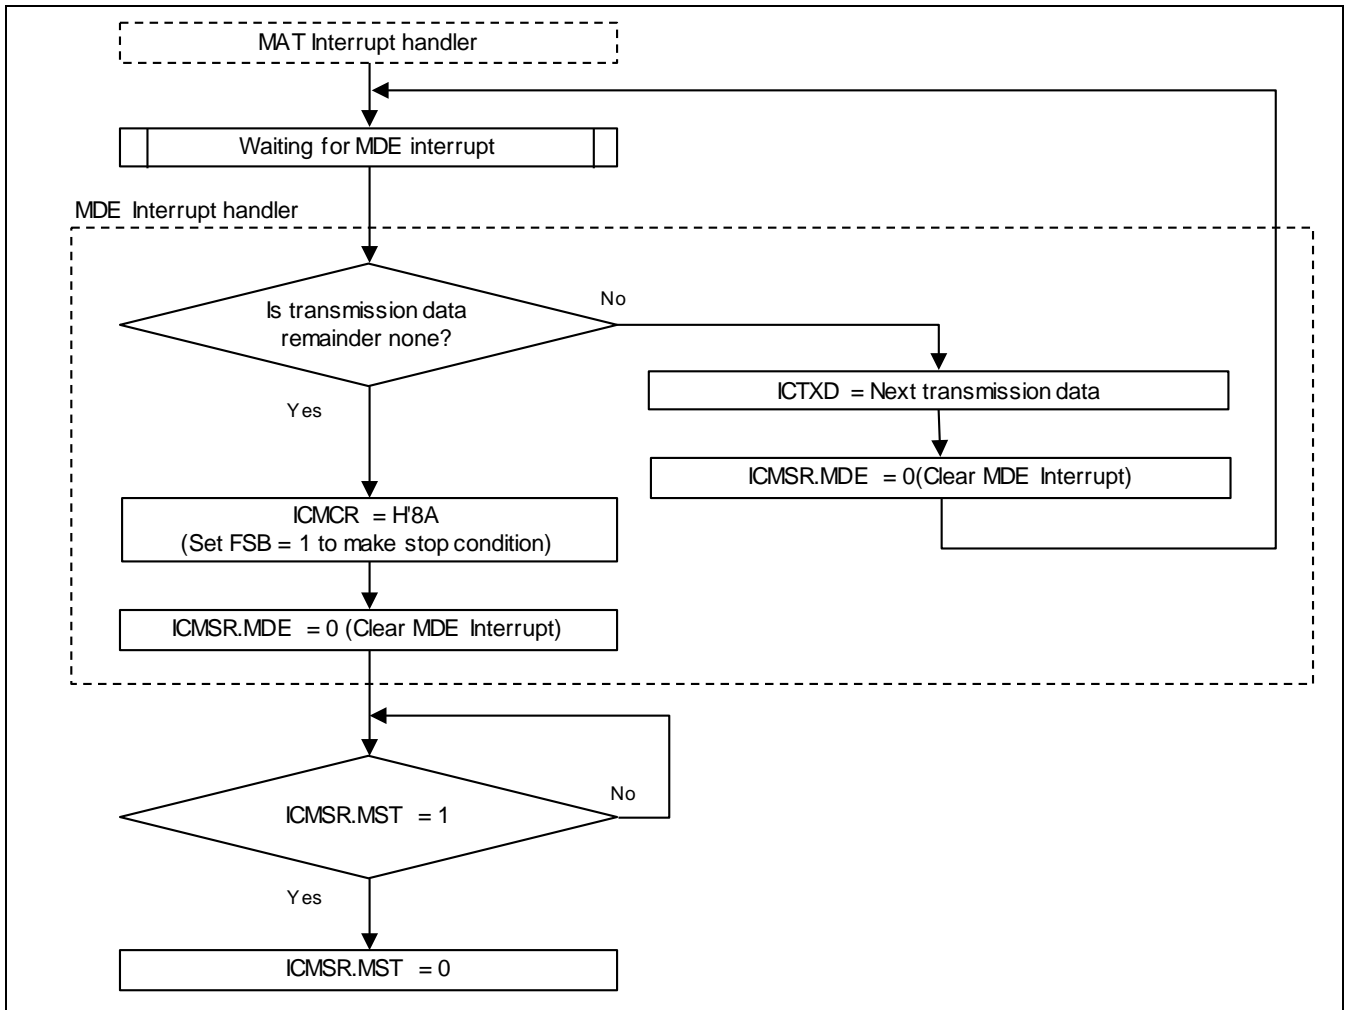 MAT Interrupt handler
Waiting for MDE interrupt
MDE Interrupt handler
Is transmission data
remainder none?
No
Yes
ICTXD = Next transmission data
ICMSR.MDE = 0(Clear MDE Interrupt)
ICMCR = H'8A
(Set FSB = 1 to make stop condition)
ICMSR.MDE = 0 (Clear MDE Interrupt)
ICMSR.MST = 1
No
Yes
ICMSR.MST = 0